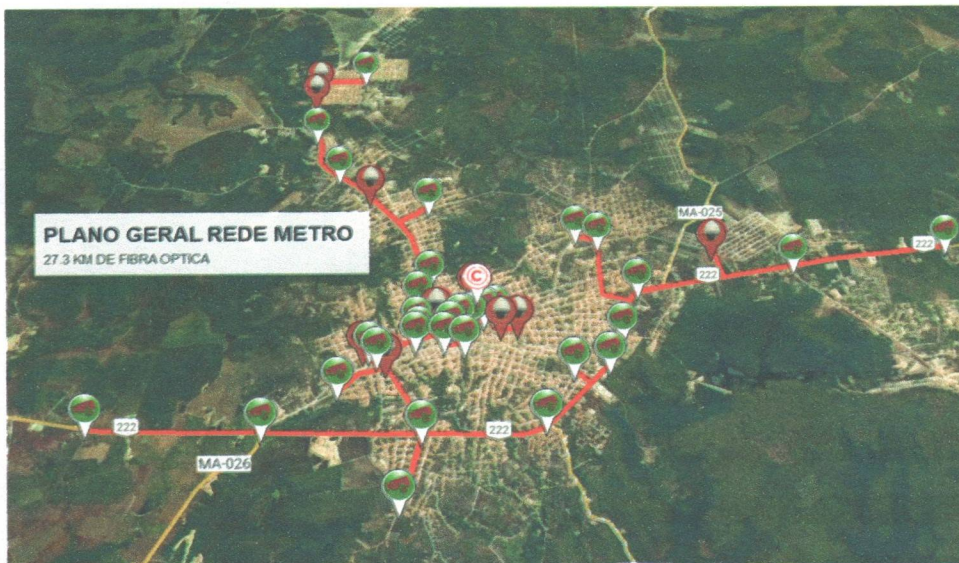 MA-025
PLANO GERAL REDE METRO
27.3 KM DE FIBRA OPTICA
222
222
C
222
222
MA-026